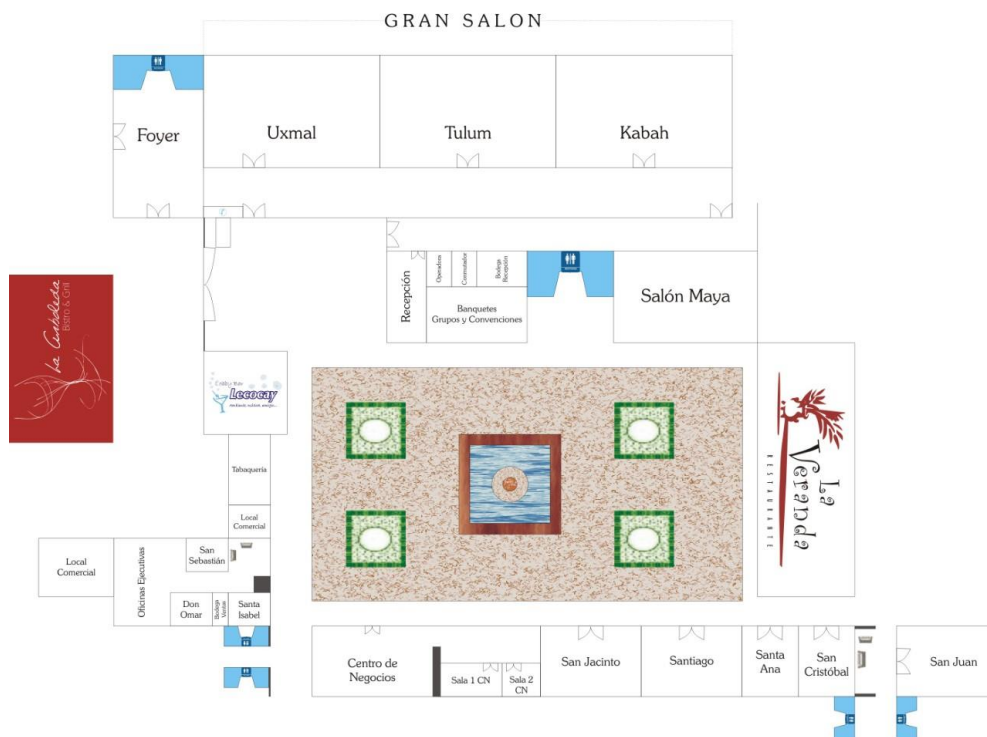 GRAN SALON
Foyer
Uxmal
Tulum
Kabah
Recepción
Operadora
Conmutador
Bodega
Recepción
Banquetes
Grupos y Convenciones
Salón Maya
La
Bistro & Grill
Lecocay
Tabaquería
Local
Comercial
La
Veranda
RESTAURANTE
Local
Comercial
Oficinas Ejecutivas
San
Sebastián
Don
Omar
Bodega
Ventas
Santa
Isabel
Centro de
Negocios
Sala 1 CN
Sala 2
CN
San Jacinto
Santiago
Santa
Ana
San
Cristóbal
San Juan